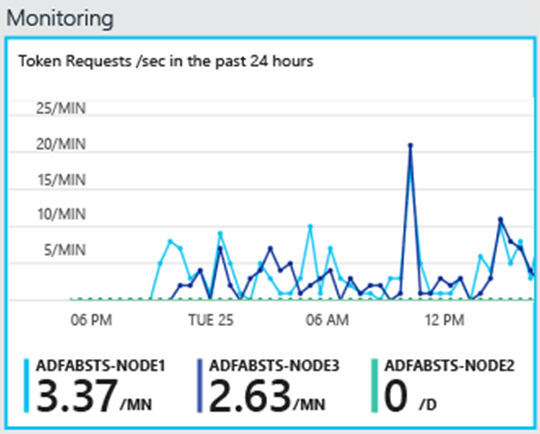 Monitoring
Token Requests /sec in the past 24 hours
25/MIN
20/MIN
15/MIN
10/MIN
5/MIN
06 PM TUE 25 06 AM 12 PM
ADFABSTS-NODE1 ADFABSTS-NODE3 ADFABSTS-NODE2
3.37 /MN 2.63 /MN 0 /D